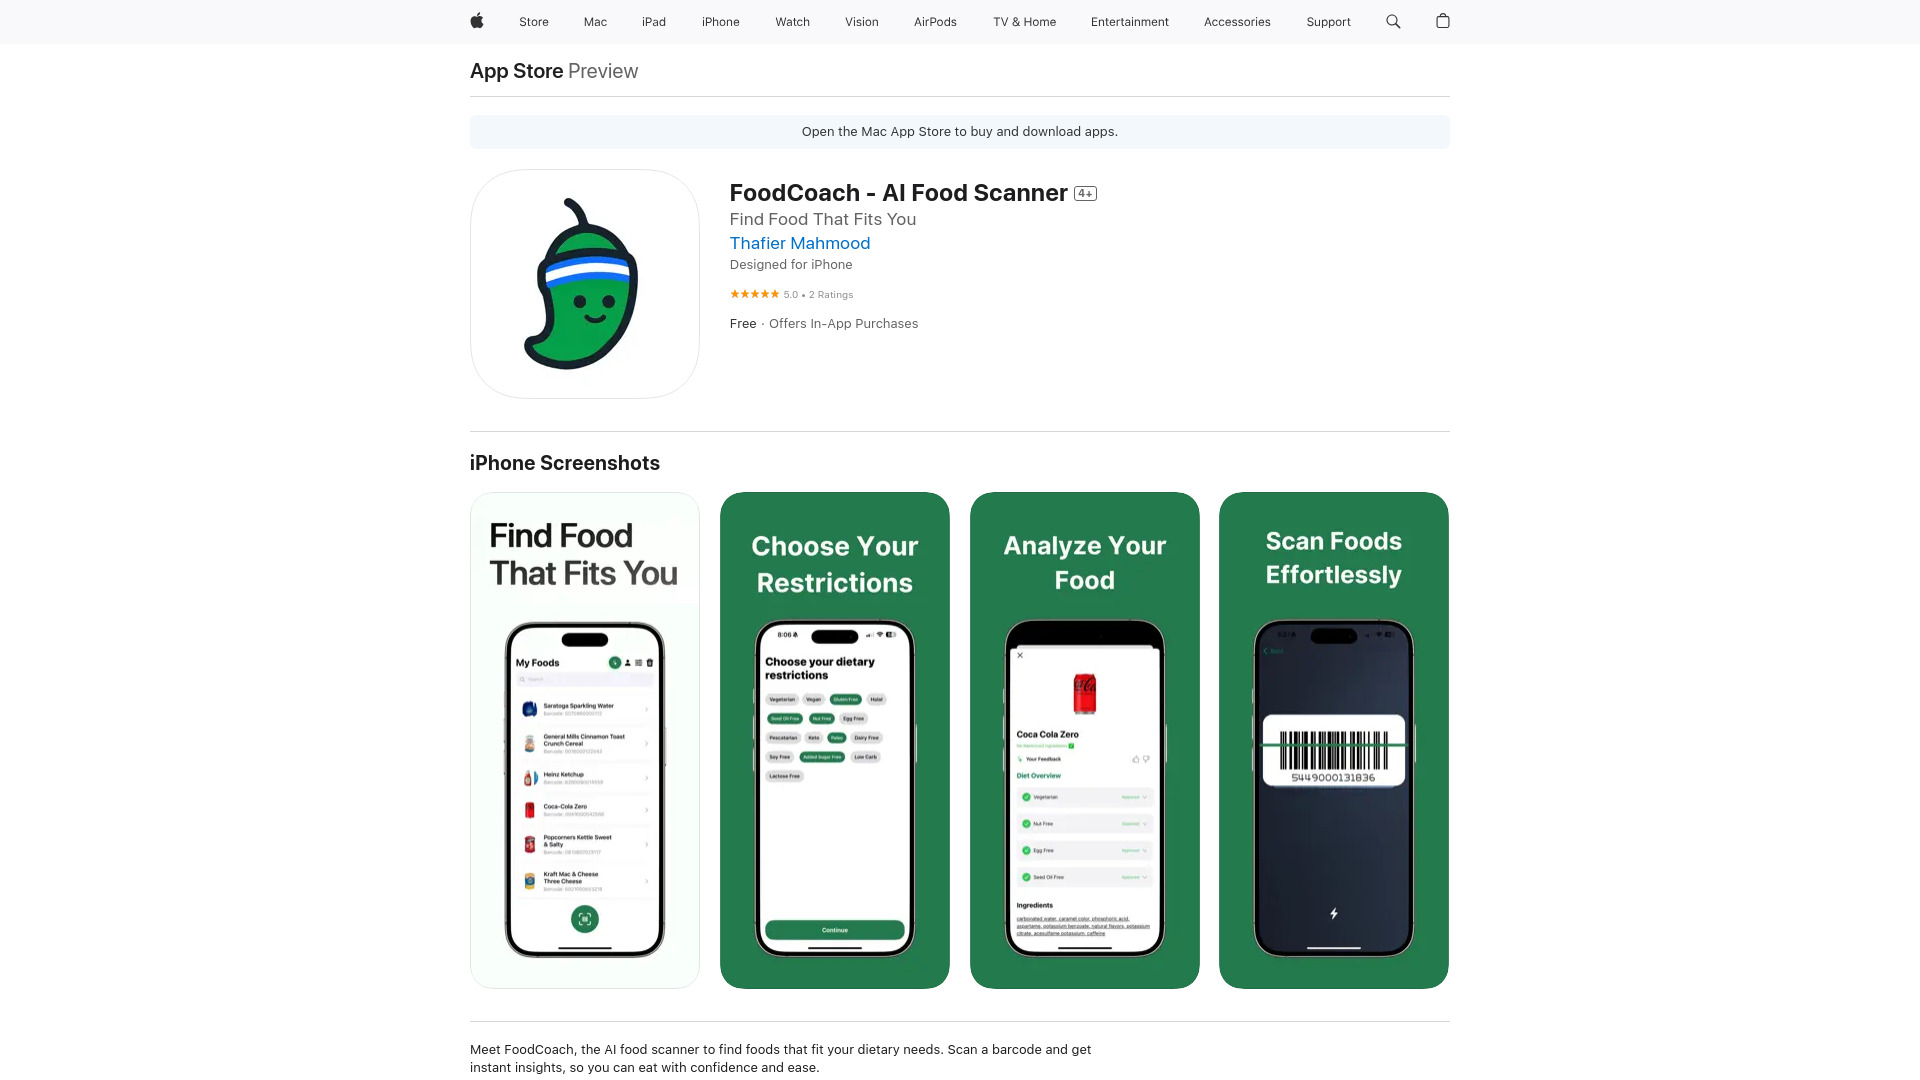 Store
Mac
iPad
iPhone
Watch
Vision
AirPods
TV & Home
Entertainment
Accessories
Support
App Store Preview
Open the Mac App Store to buy and download apps.
FoodCoach - AI Food Scanner 4+
Find Food That Fits You
Thafier Mahmood
Designed for iPhone
5.0 • 2 Ratings
Free · Offers In-App Purchases
iPhone Screenshots
Find Food
That Fits You
My Foods
Search
Saratoga Sparkling Water
General Mills Cinnamon Toast
Crunch Cereal
Heinz Ketchup
Coca-Cola Zero
Popcorners Kettle Sweet
& Salty
Kraft Mac & Cheese
Three Cheese
Choose Your
Restrictions
8:06
Choose your dietary
restrictions
Vegetarian
Vegan
Gluten Free
Halal
Seed Oil Free
Nut Free
Egg Free
Pescatarian
Keto
Paleo
Dairy Free
Soy Free
Added Sugar Free
Low Carb
Lactose Free
Continue
Analyze Your
Food
Coca Cola Zero
Your Feedback
Diet Overview
Vegetarian
Approved
Nut Free
Approved
Egg Free
Approved
Seed Oil Free
Approved
Ingredients
carbonated water, caramel color, phosphoric acid,
aspartame, potassium benzoate, natural flavors, potassium
citrate, acesulfame potassium, caffeine
Scan Foods
Effortlessly
Back
5449000131836
Meet FoodCoach, the AI food scanner to find foods that fit your dietary needs. Scan a barcode and get
instant insights, so you can eat with confidence and ease.